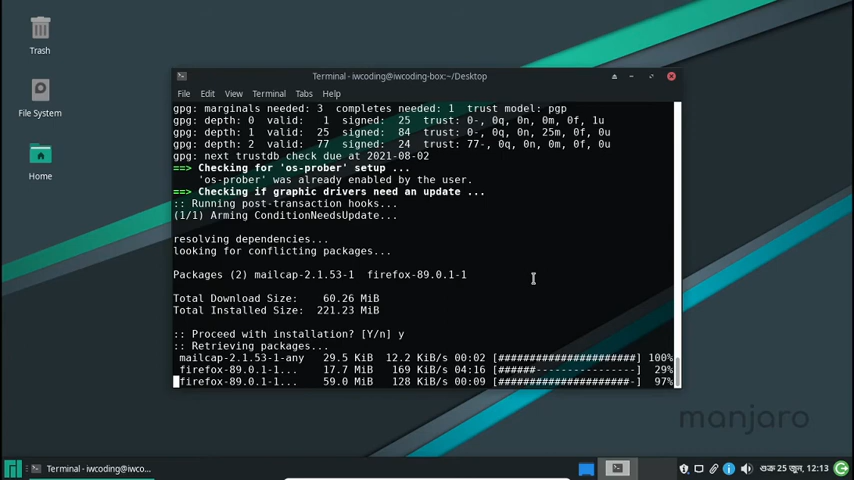 Trash
File System
Home
Terminal - iwcoding@iwcoding-box:~/Desktop
File Edit View Terminal Tabs Help
gpg: marginals needed: 3  completes needed: 1  trust model: pgp
gpg: depth: 0  valid:   1  signed:  25  trust: 0-, 0q, 0n, 0m, 0f, 1u
gpg: depth: 1  valid:  25  signed:  84  trust: 0-, 0q, 0n, 25m, 0f, 0u
gpg: depth: 2  valid:  77  signed:  24  trust: 77-, 0q, 0n, 0m, 0f, 0u
gpg: next trustdb check due at 2021-08-02
==> Checking for 'os-prober' setup ...
'os-prober' was already enabled by the user.
==> Checking if graphic drivers need an update ...
:: Running post-transaction hooks...
(1/1) Arming ConditionNeedsUpdate...
resolving dependencies...
looking for conflicting packages...
Packages (2) mailcap-2.1.53-1  firefox-89.0.1-1
Total Download Size:    60.26 MiB
Total Installed Size:  221.23 MiB
:: Proceed with installation? [Y/n] y
:: Retrieving packages...
mailcap-2.1.53-1-any    29.5 KiB  12.2 KiB/s 00:02 [######################] 100%
firefox-89.0.1-1...     17.7 MiB   169 KiB/s 04:16 [######----------------]  29%
firefox-89.0.1-1...     59.0 MiB   128 KiB/s 00:09 [#####################-]  97%
manjaro
Terminal - iwcoding@iwco...
শুক্র 25 জুন, 12:13